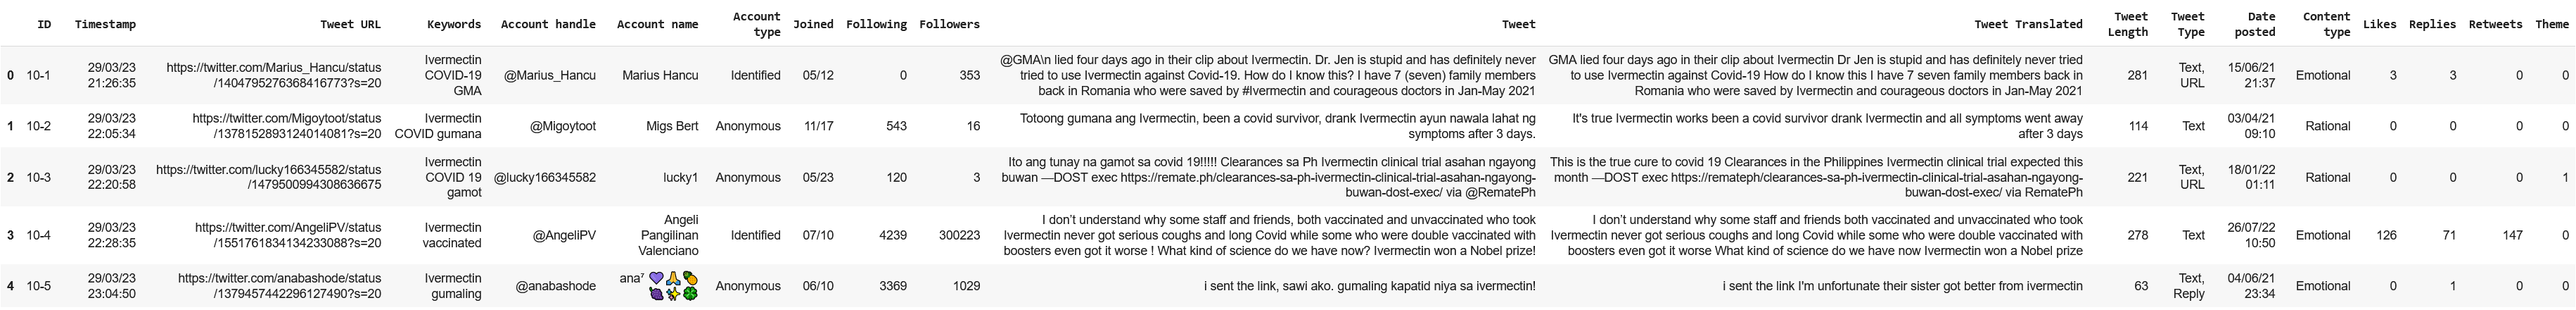 ID Timestamp Tweet URL Keywords Account handle Account name Account type Joined Following Followers Tweet Tweet Translated Tweet Length Tweet Type Date posted Content type Likes Replies Retweets Theme
0 10-1 29/03/23 21:26:35 https://twitter.com/Marius_Hancu/status/1404795276368416773?s=20 Ivermectin COVID-19 GMA @Marius_Hancu Marius Hancu Identified 05/12 0 353 @GMA\n lied four days ago in their clip about Ivermectin. Dr. Jen is stupid and has definitely never tried to use Ivermectin against Covid-19. How do I know this? I have 7 (seven) family members back in Romania who were saved by #Ivermectin and courageous doctors in Jan-May 2021 GMA lied four days ago in their clip about Ivermectin Dr Jen is stupid and has definitely never tried to use Ivermectin against Covid-19 How do I know this I have 7 seven family members back in Romania who were saved by Ivermectin and courageous doctors in Jan-May 2021 281 Text, URL 15/06/21 21:37 Emotional 3 3 0 0
1 10-2 29/03/23 22:05:34 https://twitter.com/Migoytoot/status/1378152893124014081?s=20 Ivermectin COVID gumana @Migoytoot Migs Bert Anonymous 11/17 543 16 Totoong gumana ang Ivermectin, been a covid survivor, drank Ivermectin ayun nawala lahat ng symptoms after 3 days. It's true Ivermectin works been a covid survivor drank Ivermectin and all symptoms went away after 3 days 114 Text 03/04/21 09:10 Rational 0 0 0 0
2 10-3 29/03/23 22:20:58 https://twitter.com/lucky166345582/status/1479500994308636675 Ivermectin COVID 19 gamot @lucky166345582 lucky1 Anonymous 05/23 120 3 Ito ang tunay na gamot sa covid 19!!!!! Clearances sa Ph Ivermectin clinical trial asahan ngayong buwan —DOST exec https://remate.ph/clearances-sa-ph-ivermectin-clinical-trial-asahan-ngayong-buwan-dost-exec/ via @RematePh This is the true cure to covid 19 Clearances in the Philippines Ivermectin clinical trial expected this month —DOST exec https://remateph/clearances-sa-ph-ivermectin-clinical-trial-asahan-ngayong-buwan-dost-exec/ via RematePh 221 Text, URL 18/01/22 01:11 Rational 0 0 0 1
3 10-4 29/03/23 22:28:35 https://twitter.com/AngeliPV/status/1551761834134233088?s=20 Ivermectin vaccinated @AngeliPV Angeli Pangilinan Valenciano Identified 07/10 4239 300223 I don’t understand why some staff and friends, both vaccinated and unvaccinated who took Ivermectin never got serious coughs and long Covid while some who were double vaccinated with boosters even got it worse ! What kind of science do we have now? Ivermectin won a Nobel prize! I don’t understand why some staff and friends both vaccinated and unvaccinated who took Ivermectin never got serious coughs and long Covid while some who were double vaccinated with boosters even got it worse What kind of science do we have now Ivermectin won a Nobel prize 278 Text 26/07/22 10:50 Emotional 126 71 147 0
4 10-5 29/03/23 23:04:50 https://twitter.com/anabashode/status/1379457442296127490?s=20 Ivermectin gumaling @anabashode ana⁷ 💜🙏🍋🍇✨🍀 Anonymous 06/10 3369 1029 i sent the link, sawi ako. gumaling kapatid niya sa ivermectin! i sent the link I'm unfortunate their sister got better from ivermectin 63 Text, Reply 04/06/21 23:34 Emotional 0 1 0 0